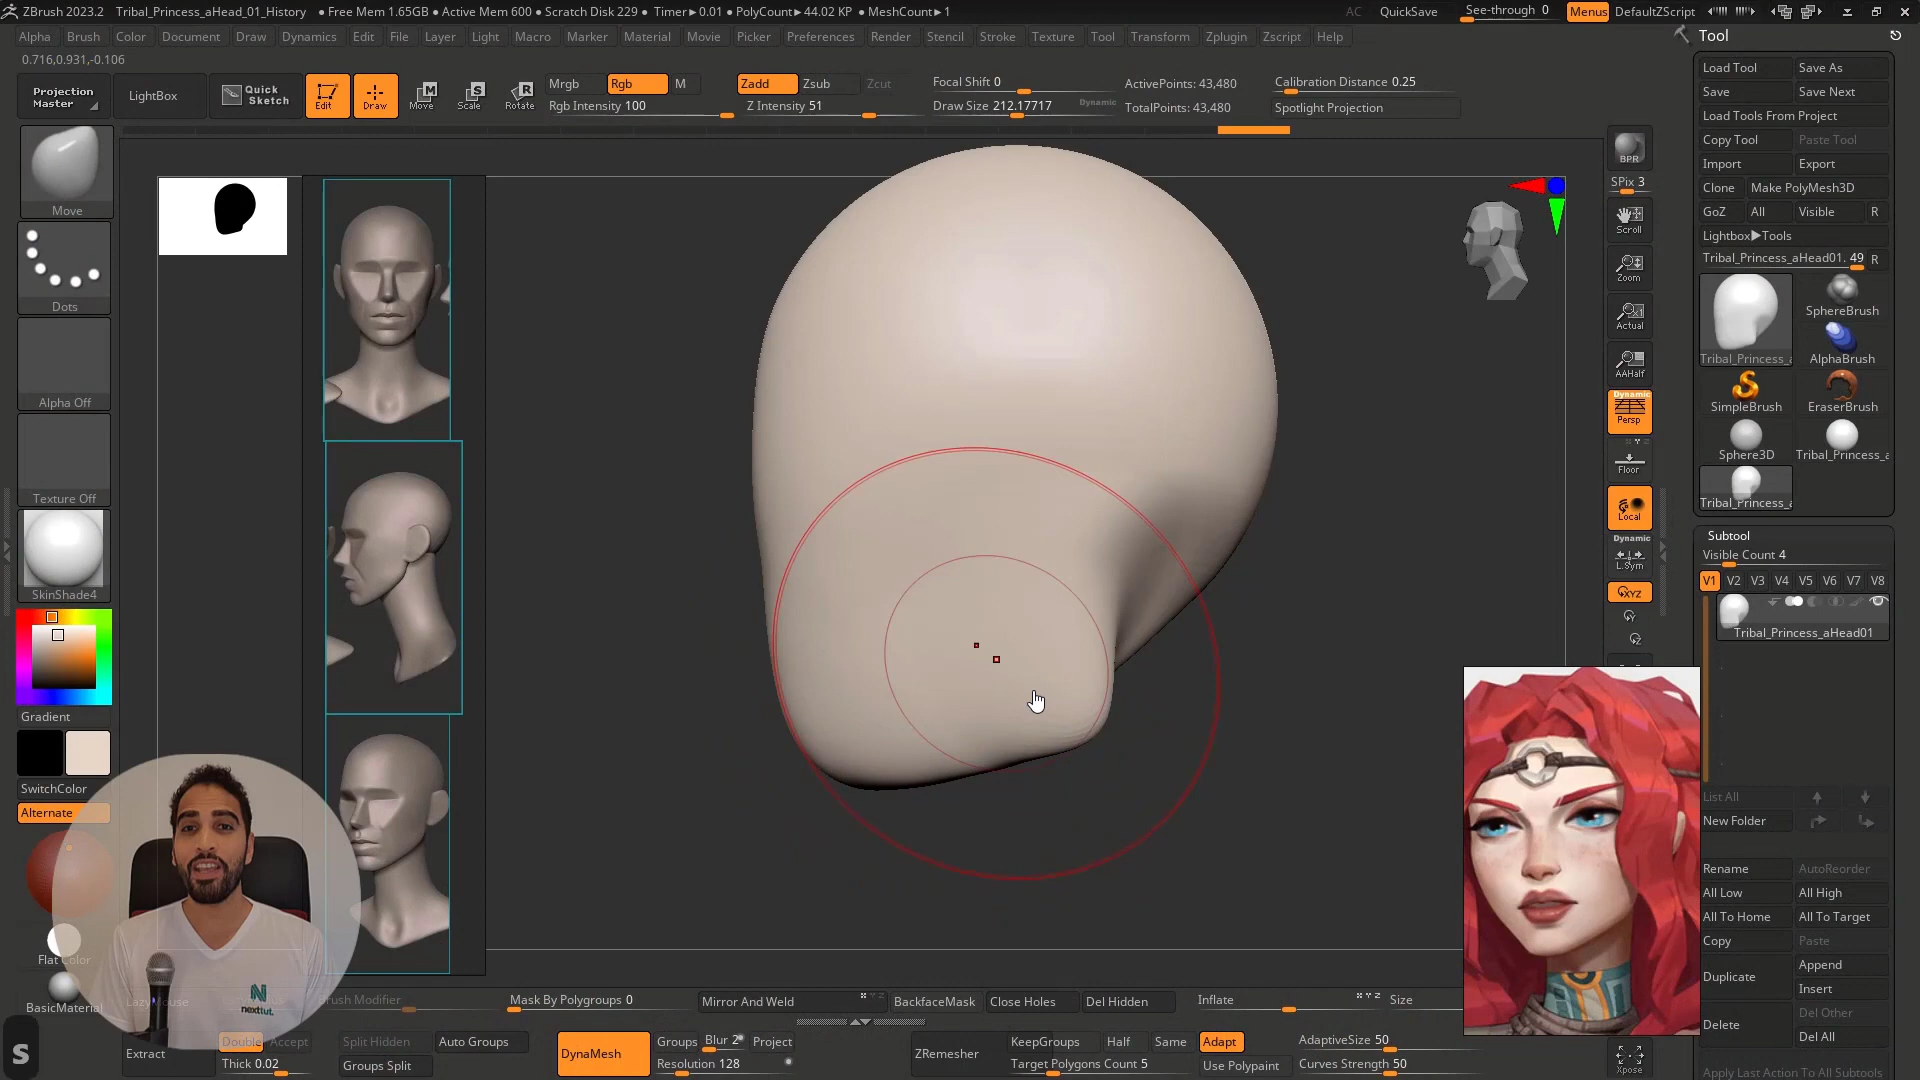 ZBrush 2023.2 Tribal_Princess_aHead_01_History • Free Mem 1.65GB • Active Mem 600 • Scratch Disk 229 • Timer►0.01 • PolyCount►44.02 KP • MeshCount►1 AC QuickSave See-through 0 Menus DefaultZScript
Alpha Brush Color Document Draw Dynamics Edit File Layer Light Macro Marker Material Movie Picker Preferences Render Stencil Stroke Texture Tool Transform Zplugin Zscript Help
Tool
0.716,0.931,-0.106
Projection Master
LightBox
Quick Sketch
Edit
Draw
Move
Scale
Rotate
Mrgb Rgb M
Rgb Intensity 100
Zadd Zsub Zcut
Z Intensity 51
Focal Shift 0
Draw Size 212.17717 Dynamic
ActivePoints: 43,480
TotalPoints: 43,480
Calibration Distance 0.25
Spotlight Projection
Load Tool Save As
Save Save Next
Load Tools From Project
Copy Tool Paste Tool
Import Export
Clone Make PolyMesh3D
GoZ All Visible R
Lightbox►Tools
Tribal_Princess_aHead01. 49 R
Tribal_Princess_a
SphereBrush
AlphaBrush
SimpleBrush EraserBrush
Sphere3D Tribal_Princess_a
Tribal_Princess_a
Subtool
Visible Count 4
V1 V2 V3 V4 V5 V6 V7 V8
Tribal_Princess_aHead01
List All
New Folder
Rename AutoReorder
All Low All High
All To Home All To Target
Copy Paste
Duplicate Append
Insert
Delete Del Other
Del All
Apply Last Action To All Subtools
Move
Dots
Alpha Off
Texture Off
SkinShade4
Gradient
SwitchColor
Alternate
Flat Color
BasicMaterial
BPR
SPix 3
Scroll
Zoom
Actual
AAHalf
Dynamic
Persp
Floor
Local
Dynamic
L.Sym
XYZ
Xpose
N
nexttut.
S
Brush Modifier
Mask By Polygroups 0
Mirror And Weld
BackfaceMask
Close Holes
Del Hidden
Inflate
Size
Extract
Double Accept
Thick 0.02
Split Hidden
Groups Split
Auto Groups
DynaMesh
Groups Blur 2 Project
Resolution 128
ZRemesher
KeepGroups Half Same Adapt
Target Polygons Count 5 Use Polypaint
AdaptiveSize 50
Curves Strength 50